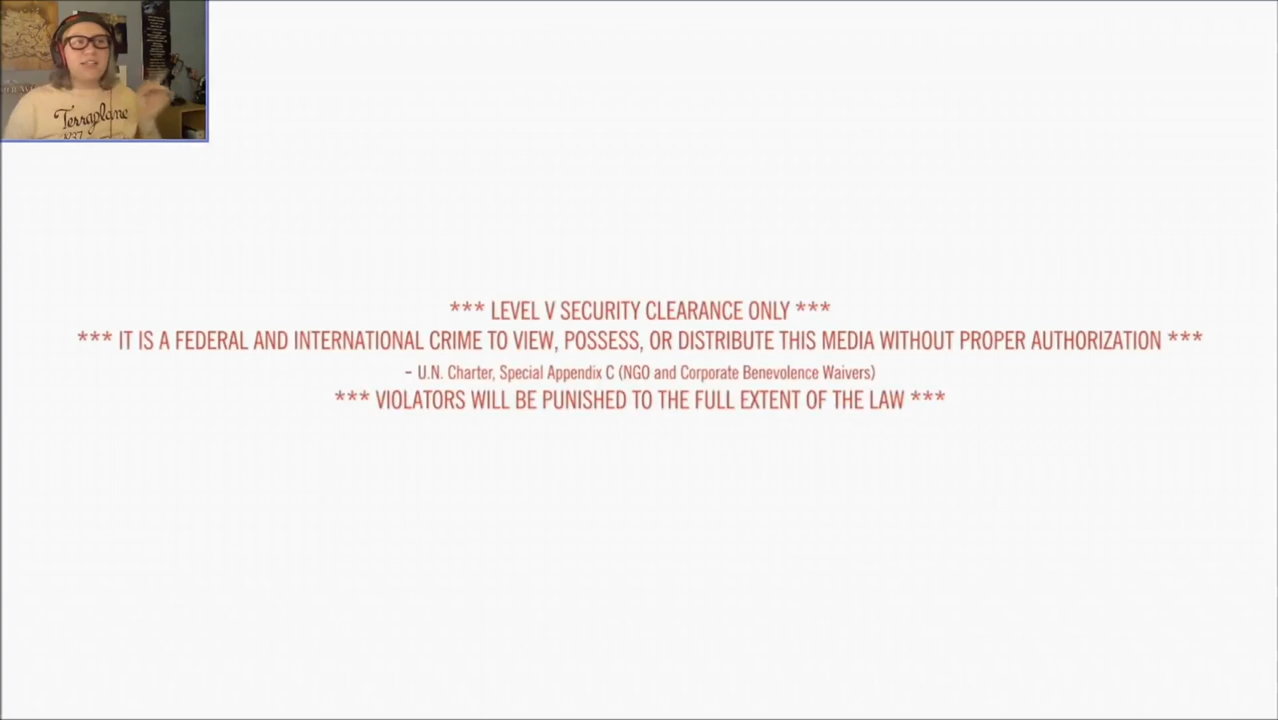 Terraplane
1937
*** LEVEL V SECURITY CLEARANCE ONLY ***
*** IT IS A FEDERAL AND INTERNATIONAL CRIME TO VIEW, POSSESS, OR DISTRIBUTE THIS MEDIA WITHOUT PROPER AUTHORIZATION ***
– U.N. Charter, Special Appendix C (NGO and Corporate Benevolence Waivers)
*** VIOLATORS WILL BE PUNISHED TO THE FULL EXTENT OF THE LAW ***